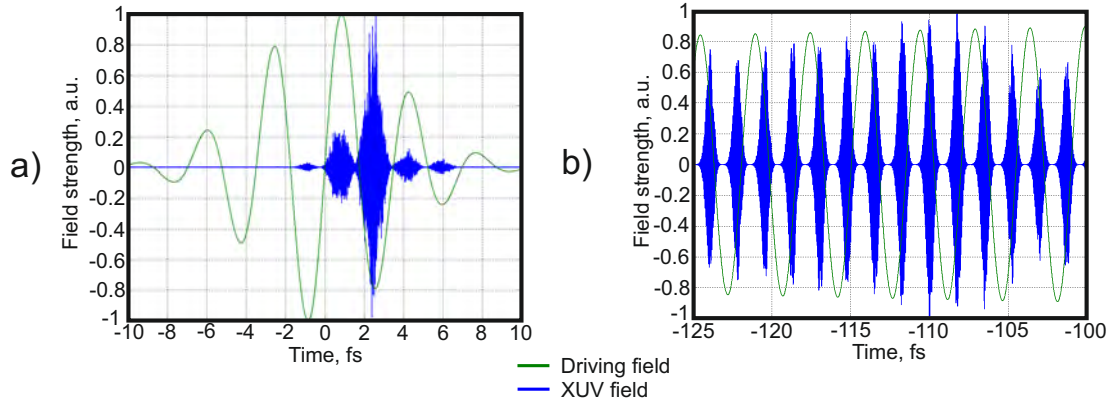 a)
Field strength, a.u.
1
0.8
0.6
0.4
0.2
0
-0.2
-0.4
-0.6
-0.8
-1
-10 -8 -6 -4 -2 0 2 4 6 8 10
Time, fs
b)
Field strength, a.u.
1
0.8
0.6
0.4
0.2
0
-0.2
-0.4
-0.6
-0.8
-1
-125 -120 -115 -110 -105 -100
Time, fs
Driving field
XUV field